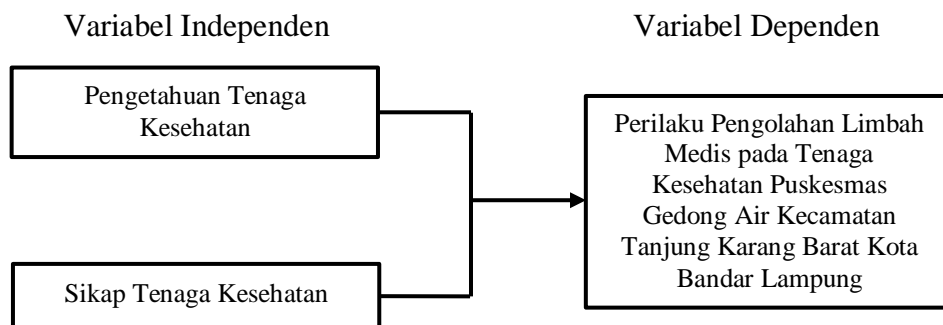 Variabel Independen
Variabel Dependen
Pengetahuan Tenaga
Kesehatan
Sikap Tenaga Kesehatan
Perilaku Pengolahan Limbah
Medis pada Tenaga
Kesehatan Puskesmas
Gedong Air Kecamatan
Tanjung Karang Barat Kota
Bandar Lampung